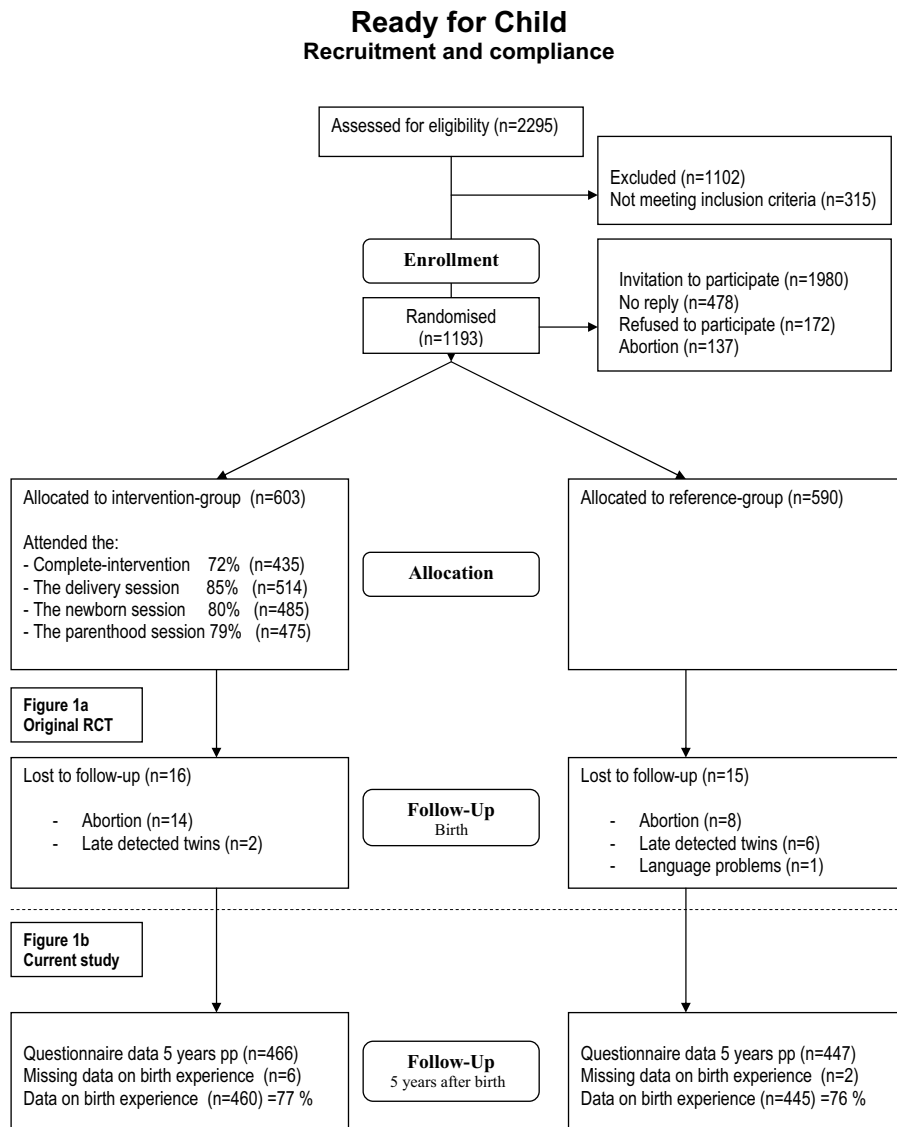 Ready for Child
Recruitment and compliance
Assessed for eligibility (n=2295)
Excluded (n=1102)
Not meeting inclusion criteria (n=315)
Enrollment
Invitation to participate (n=1980)
No reply (n=478)
Refused to participate (n=172)
Abortion (n=137)
Randomised
(n=1193)
Allocated to intervention-group (n=603)
Attended the:
- Complete-intervention 72% (n=435)
- The delivery session 85% (n=514)
- The newborn session 80% (n=485)
- The parenthood session 79% (n=475)
Allocation
Allocated to reference-group (n=590)
Figure 1a
Original RCT
Lost to follow-up (n=16)
- Abortion (n=14)
- Late detected twins (n=2)
Follow-Up
Birth
Lost to follow-up (n=15)
- Abortion (n=8)
- Late detected twins (n=6)
- Language problems (n=1)
Figure 1b
Current study
Questionnaire data 5 years pp (n=466)
Missing data on birth experience (n=6)
Data on birth experience (n=460) =77 %
Follow-Up
5 years after birth
Questionnaire data 5 years pp (n=447)
Missing data on birth experience (n=2)
Data on birth experience (n=445) =76 %